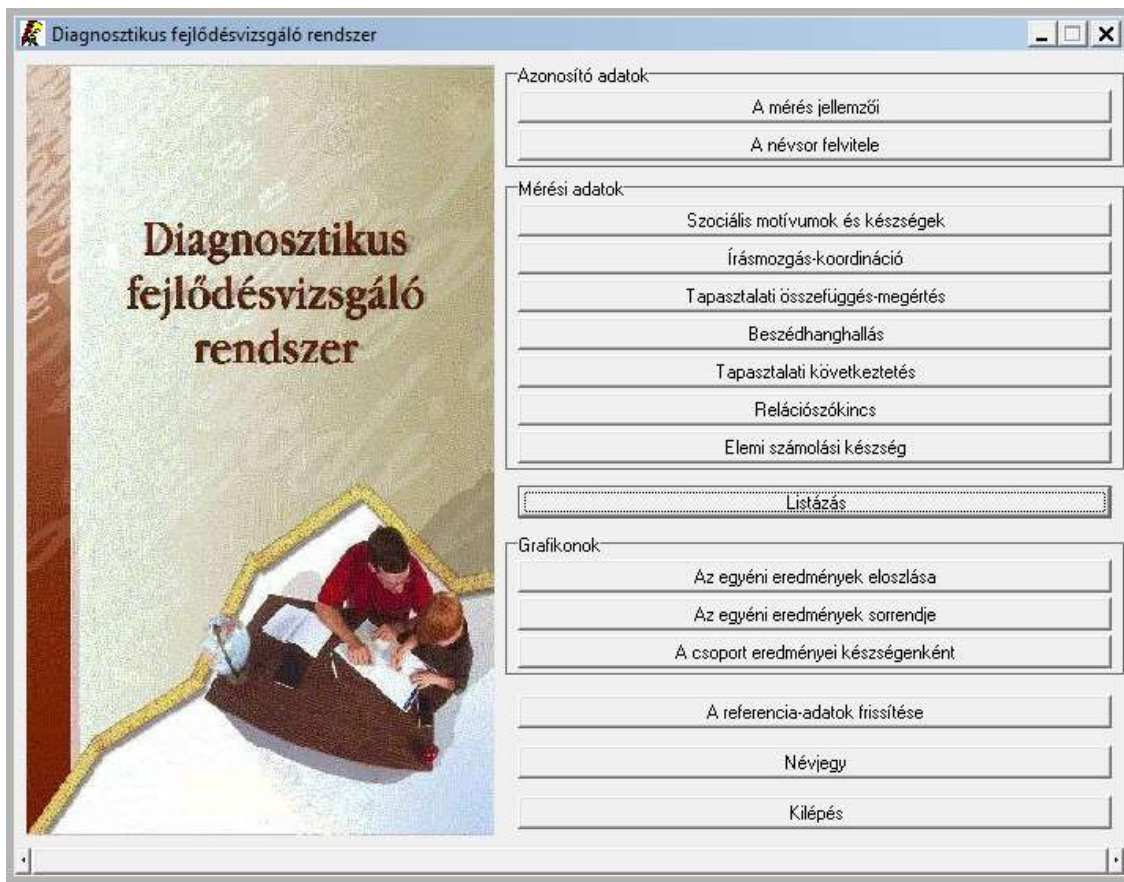 Diagnosztikus fejlődésvizsgáló rendszer
Diagnosztikus
fejlődésvizsgáló
rendszer
Azonosító adatok
A mérés jellemzői
A névsor felvitele
Mérési adatok
Szociális motívumok és készségek
Írásmozgás-koordináció
Tapasztalati összefüggés-megértés
Beszédhanghallás
Tapasztalati következtetés
Relációszókincs
Elemi számolási készség
Listázás
Grafikonok
Az egyéni eredmények eloszlása
Az egyéni eredmények sorrendje
A csoport eredményei készségenként
A referencia-adatok frissítése
Névjegy
Kilépés